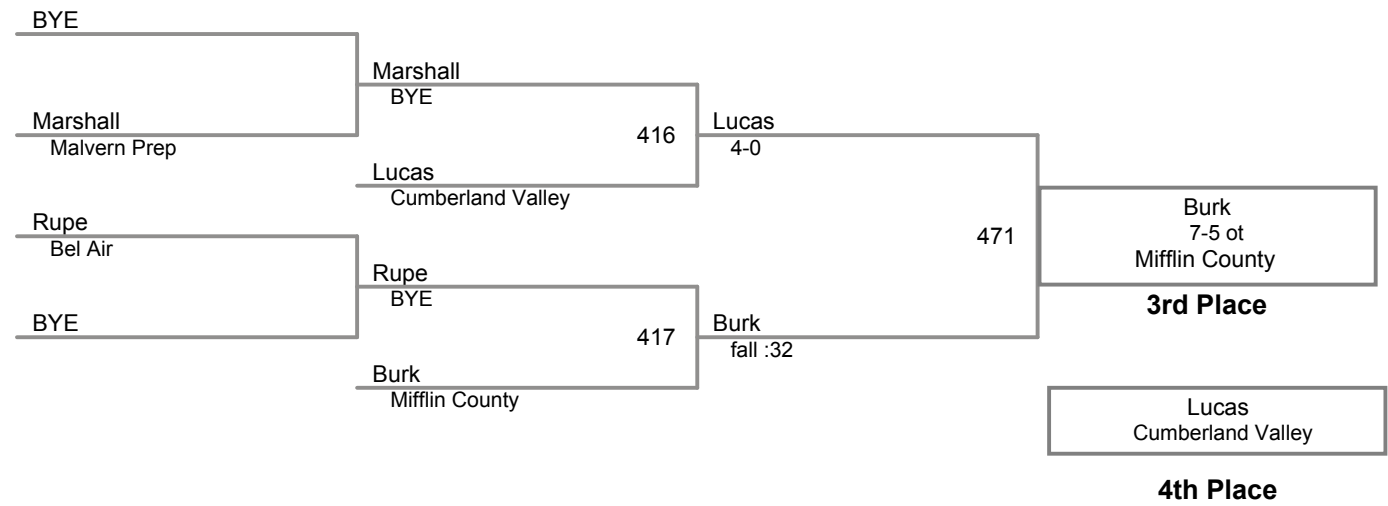 BYE
Marshall
BYE
Marshall
Malvern Prep
416
Lucas
4-0
Lucas
Cumberland Valley
Rupe
Bel Air
471
Burk
7-5 ot
Mifflin County
3rd Place
Rupe
BYE
BYE
417
Burk
fall :32
Burk
Mifflin County
Lucas
Cumberland Valley
4th Place